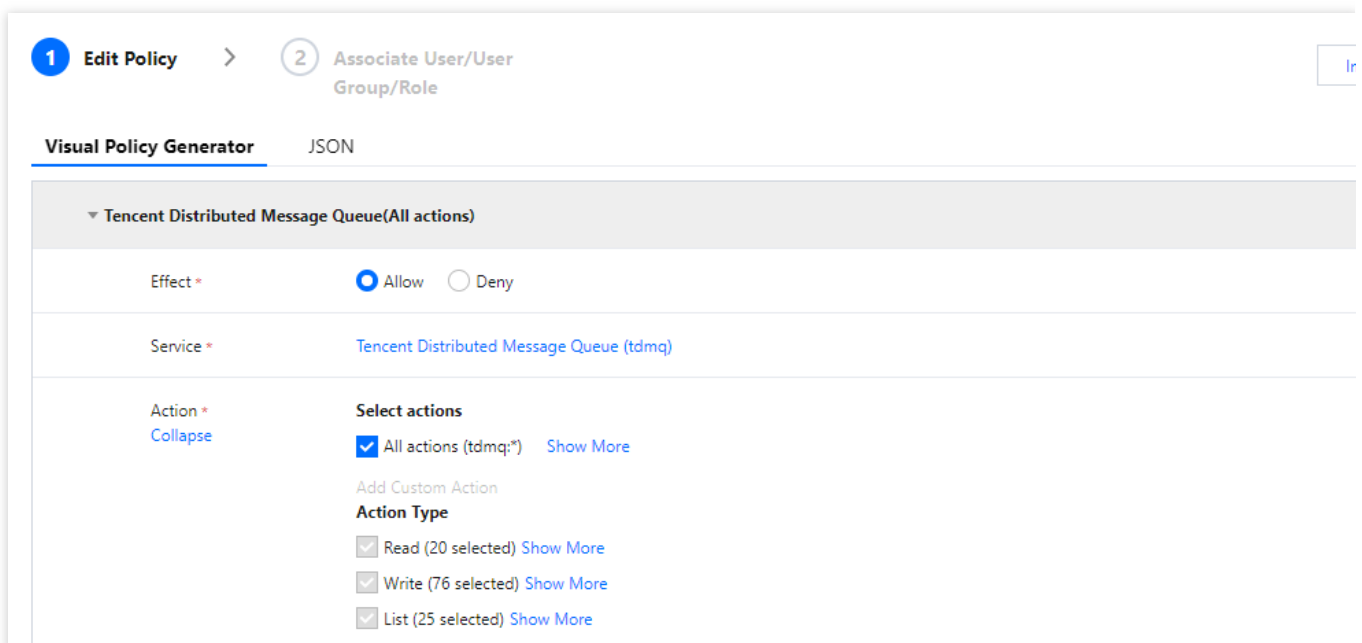 1 Edit Policy > 2 Associate User/User Group/Role
Visual Policy Generator JSON
Tencent Distributed Message Queue(All actions)
Effect * Allow Deny
Service * Tencent Distributed Message Queue (tdmq)
Action * Select actions
Collapse
All actions (tdmq:*) Show More
Add Custom Action
Action Type
Read (20 selected) Show More
Write (76 selected) Show More
List (25 selected) Show More